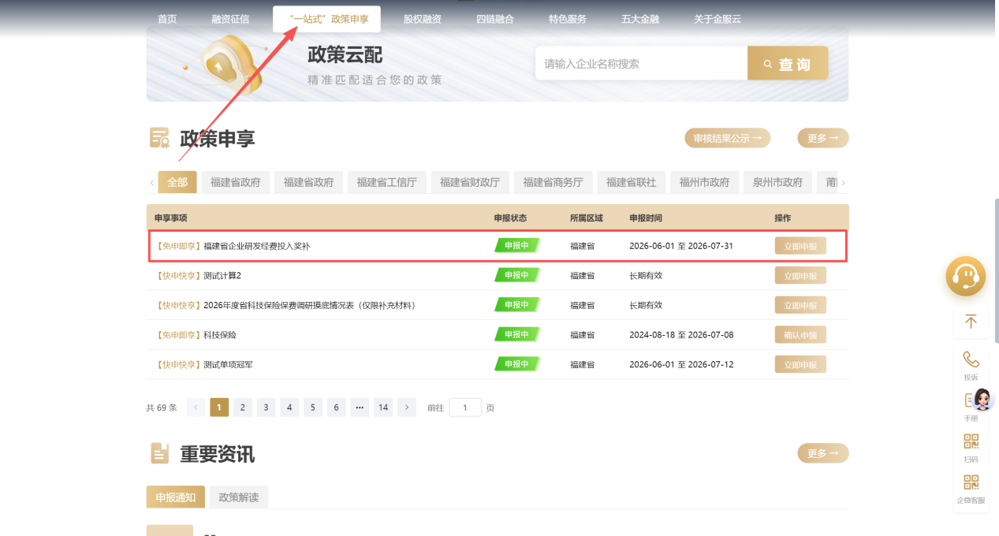 首页 融资征信 “一站式”政策申享 股权融资 四链融合 特色服务 五大金融 关于金服云
政策云配
精准匹配适合您的政策
请输入企业名称搜索 查询
政策申享 审核结果公示→ 更多→
‹ 全部 福建省政府 福建省政府 福建省工信厅 福建省财政厅 福建省商务厅 福建省联社 福州市政府 泉州市政府 ›
申享事项 申报状态 所属区域 申报时间 操作
【免申即享】福建省企业研发经费投入奖补 申报中 福建省 2026-06-01 至 2026-07-31 立即申报
【快申快享】测试计算2 申报中 福建省 长期有效 立即申报
【快申快享】2026年度省科技保险保费调研摸底情况表（仅限补充材料） 申报中 福建省 长期有效 立即申报
【免申即享】科技保险 申报中 福建省 2024-08-18 至 2026-07-08 确认申领
【快申快享】测试单项冠军 申报中 福建省 2026-06-01 至 2026-07-12 立即申报
共 69 条 ‹ 1 2 3 4 5 6 ··· 14 › 前往 1 页
重要资讯 更多→
申报通知 政策解读
投诉
手册
扫码
企微客服